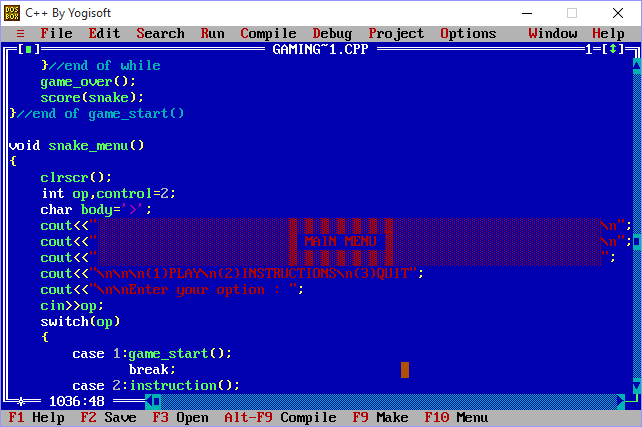 DOS BOX C++ By Yogisoft
≡ File Edit Search Run Compile Debug Project Options Window Help
[■] GAMING~1.CPP 1=[↕]
}//end of while
game_over();
score(snake);
}//end of game_start()
void snake_menu()
{
clrscr();
int op,control=2;
char body='>';
cout<<"\n";
cout<<" MAIN MENU \n";
cout<<"";
cout<<"\n\n\n(1)PLAY\n(2)INSTRUCTIONS\n(3)QUIT";
cout<<"\n\nEnter your option : ";
cin>>op;
switch(op)
{
case 1:game_start();
break;
case 2:instruction();
1036:48
F1 Help F2 Save F3 Open Alt-F9 Compile F9 Make F10 Menu